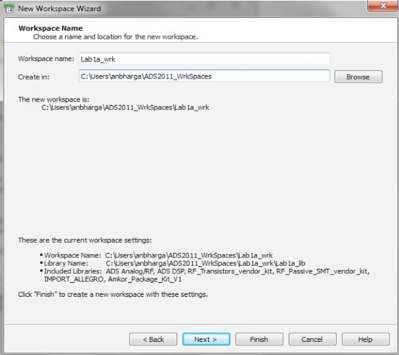 New Workspace Wizard
Workspace Name
Choose a name and location for the new workspace.
Workspace name: Lab1a_wrk
Create in: C:\Users\anbharga\ADS2011_WrkSpaces Browse
The new workspace is:
C:\Users\anbharga\ADS2011_WrkSpaces\Lab1a_wrk
These are the current workspace settings:
• Workspace Name: C:\Users\anbharga\ADS2011_WrkSpaces\Lab1a_wrk
• Library Name: C:\Users\anbharga\ADS2011_WrkSpaces\Lab1a_wrk\Lab1a_lib
• Included Libraries: ADS Analog/RF, ADS DSP, RF_Transistors_vendor_kit, RF_Passive_SMT_vendor_kit,
IMPORT_ALLEGRO, Amkor_Package_Kit_V1
Click "Finish" to create a new workspace with these settings.
< Back Next > Finish Cancel Help